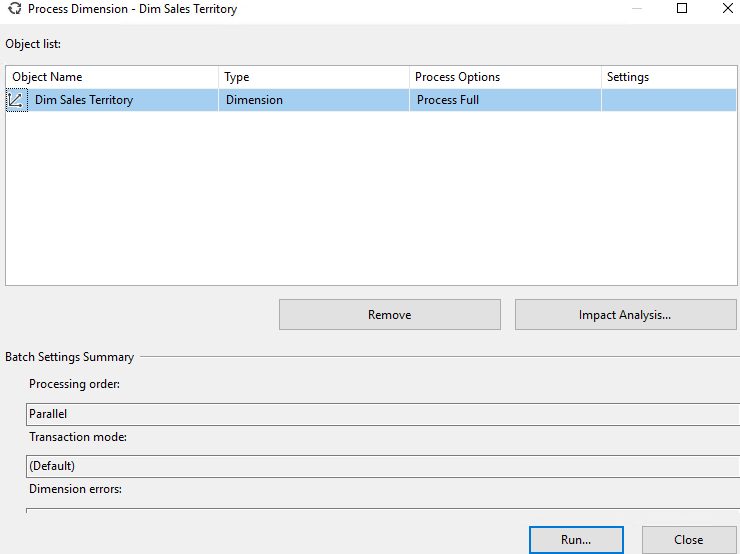 Process Dimension - Dim Sales Territory
Object list:
Object Name Type Process Options Settings
Dim Sales Territory Dimension Process Full
Remove Impact Analysis...
Batch Settings Summary
Processing order:
Parallel
Transaction mode:
(Default)
Dimension errors:
Run... Close